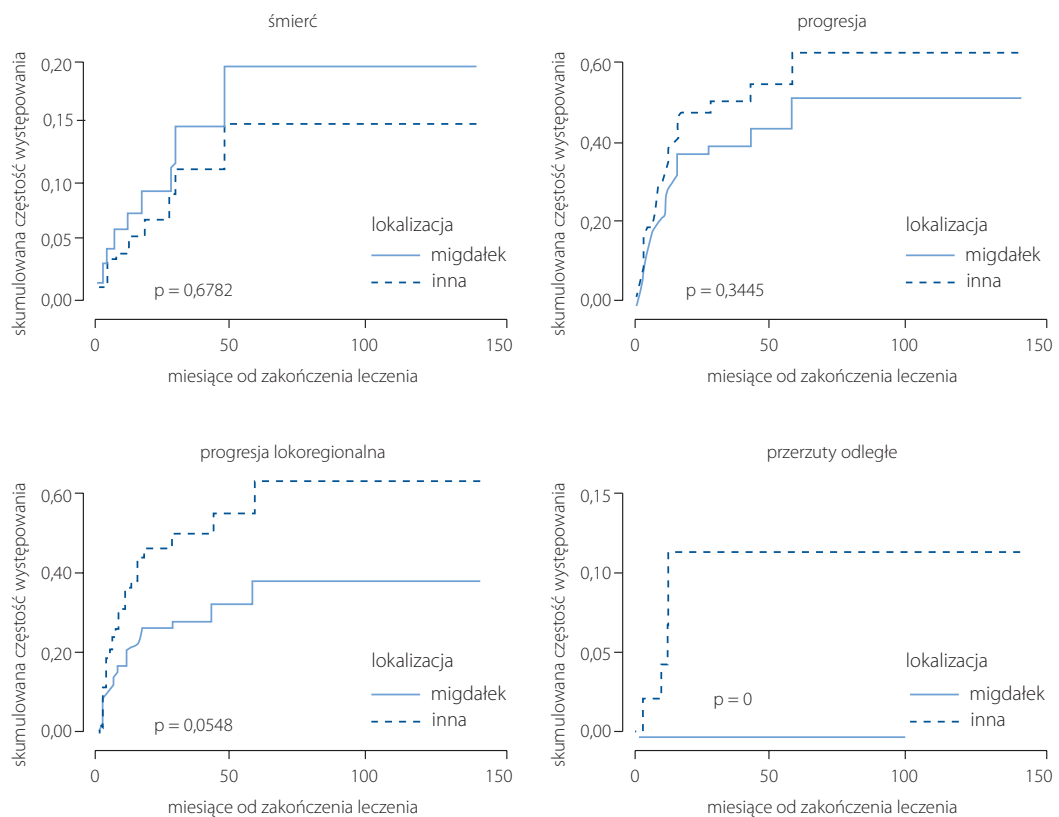 śmierć
skumulowana częstość występowania
0,20
0,15
0,10
0,05
0,00
lokalizacja
migdałek
inna
p = 0,6782
0 50 100 150
miesiące od zakończenia leczenia
progresja
skumulowana częstość występowania
0,60
0,40
0,20
0,00
lokalizacja
migdałek
inna
p = 0,3445
0 50 100 150
miesiące od zakończenia leczenia
progresja lokoregionalna
skumulowana częstość występowania
0,60
0,40
0,20
0,00
lokalizacja
migdałek
inna
p = 0,0548
0 50 100 150
miesiące od zakończenia leczenia
przerzuty odległe
skumulowana częstość występowania
0,15
0,10
0,05
0,00
lokalizacja
migdałek
inna
p = 0
0 50 100 150
miesiące od zakończenia leczenia